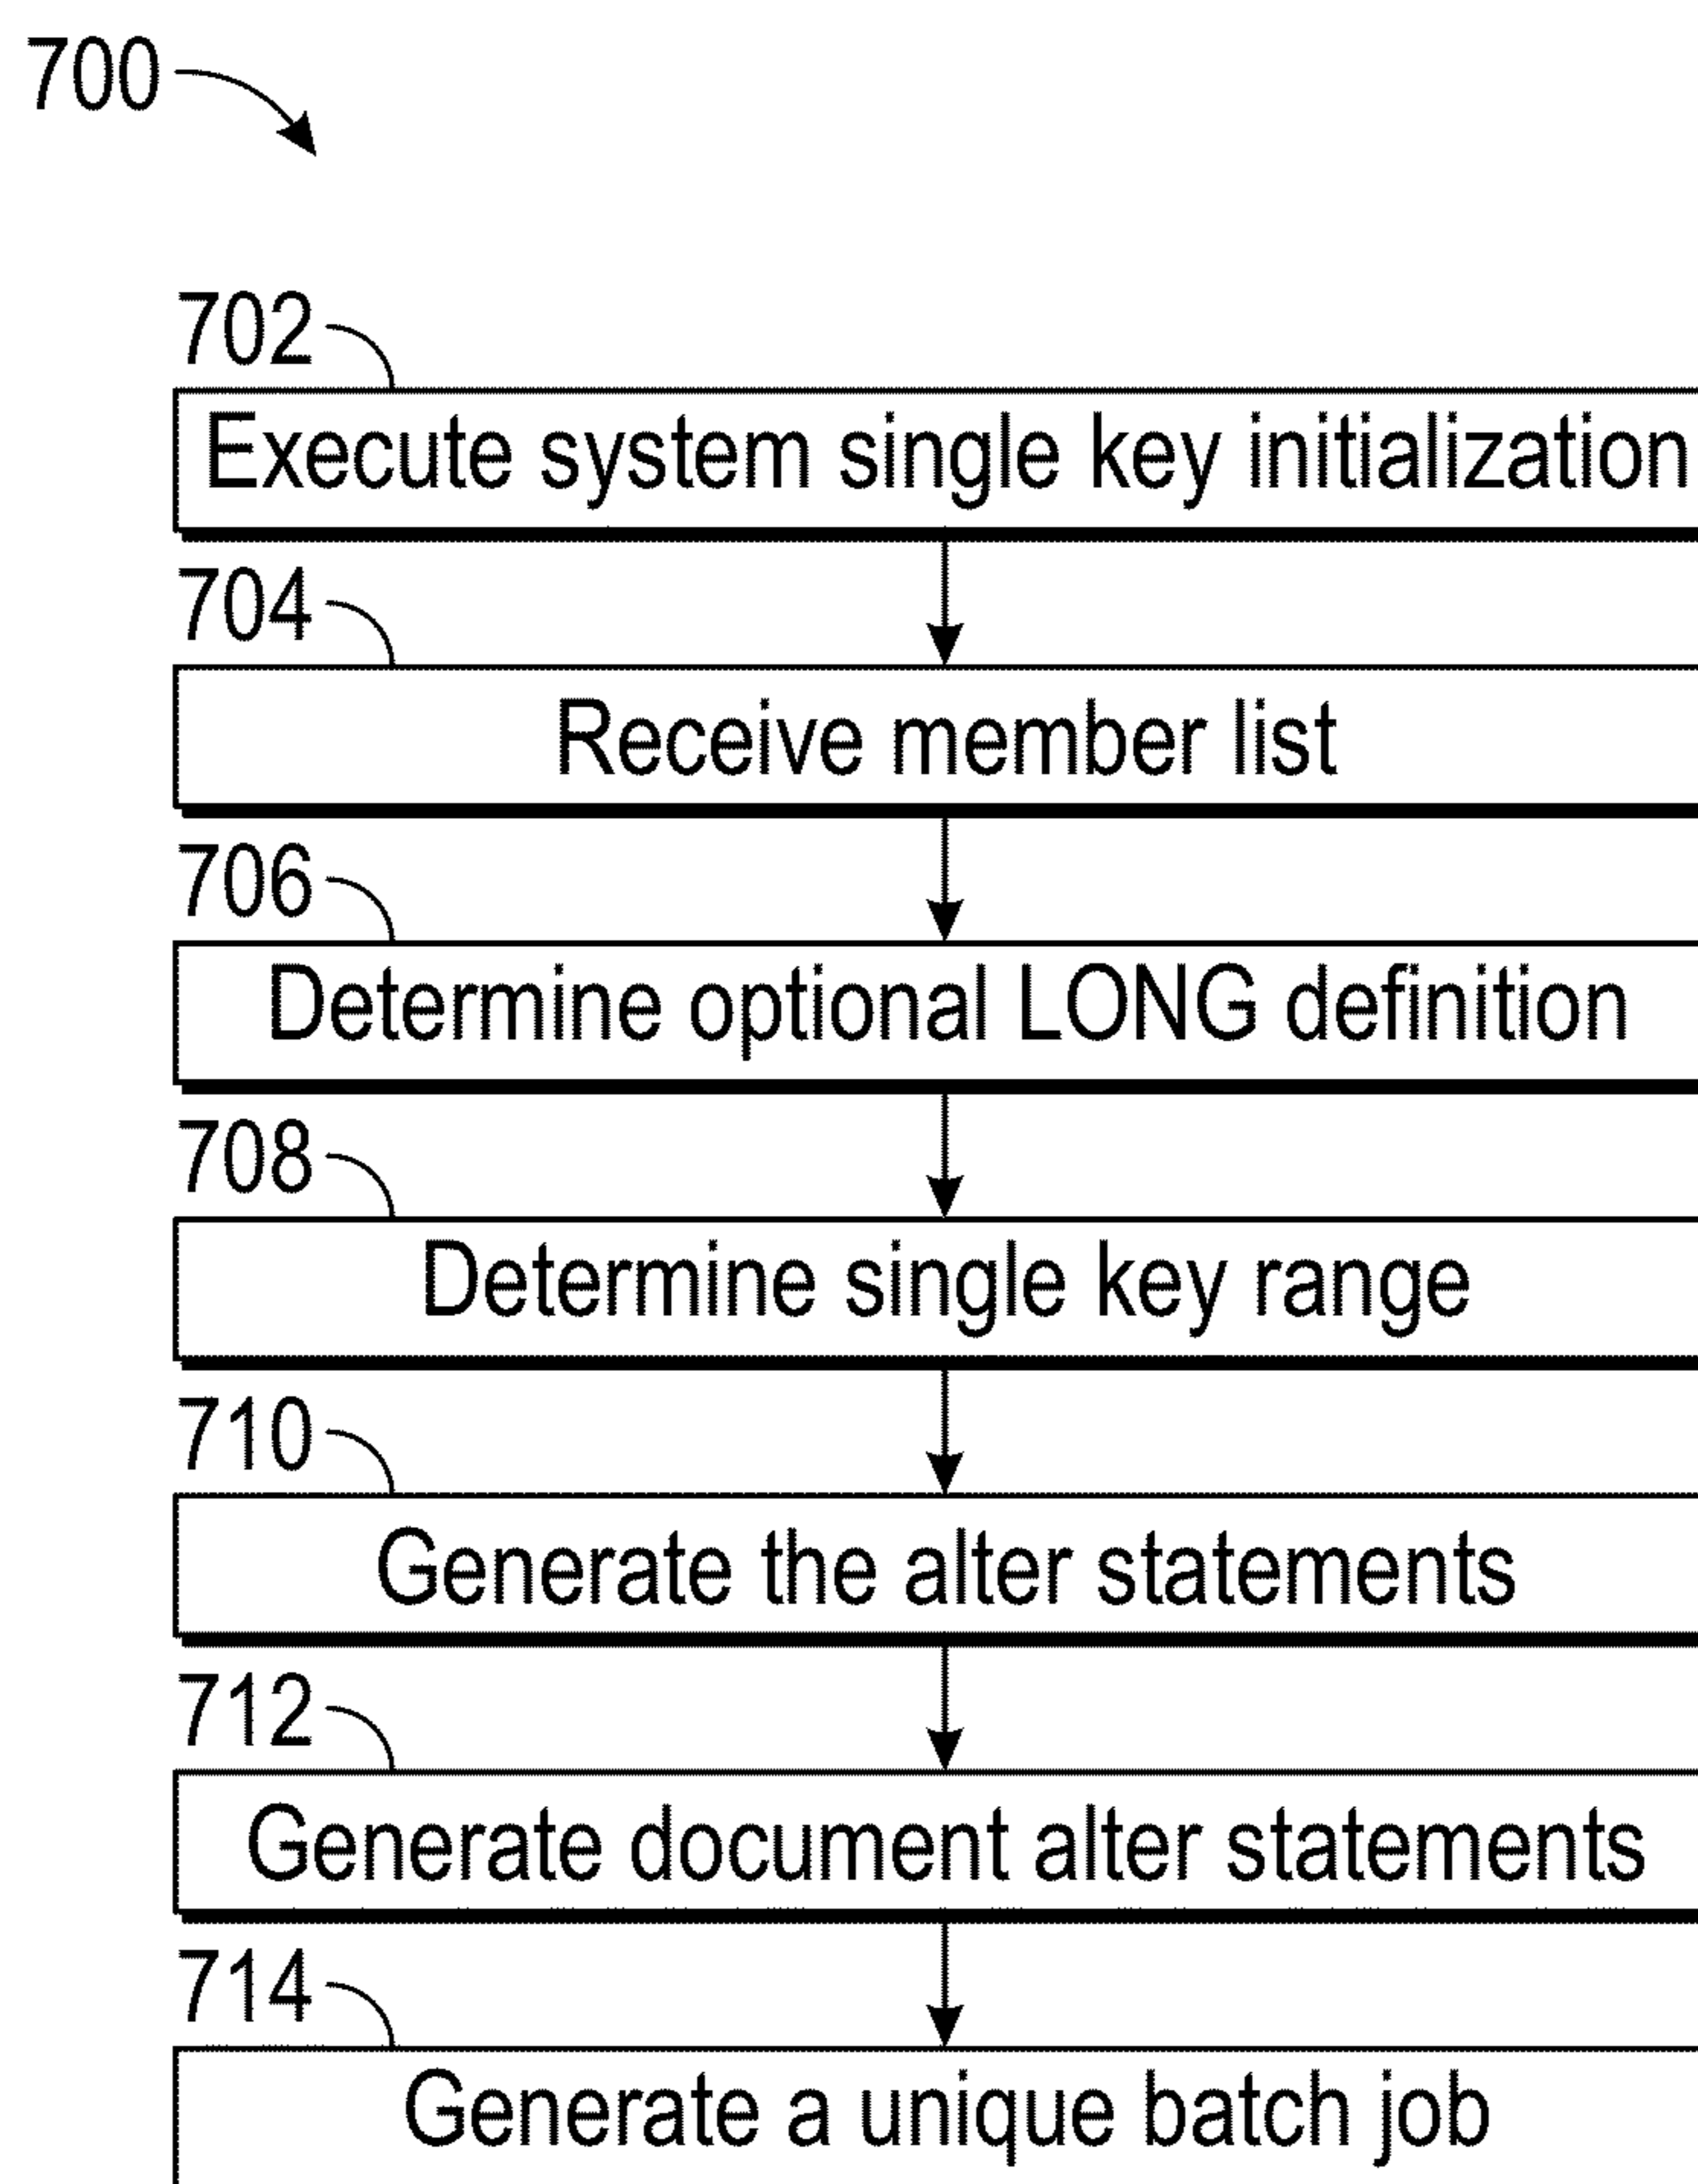 700
702
Execute system single key initialization
704
Receive member list
706
Determine optional LONG definition
708
Determine single key range
710
Generate the alter statements
712
Generate document alter statements
714
Generate a unique batch job